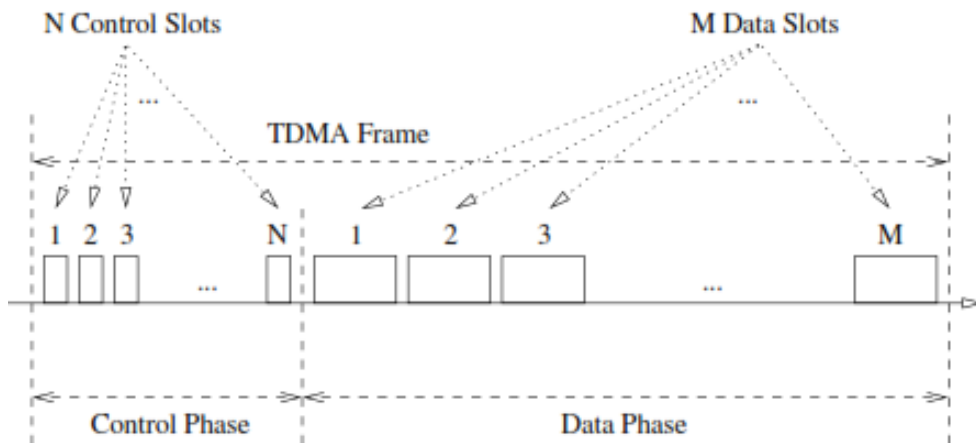 N Control Slots
M Data Slots
...
...
TDMA Frame
1 2 3 N 1 2 3 M
...
...
Control Phase
Data Phase